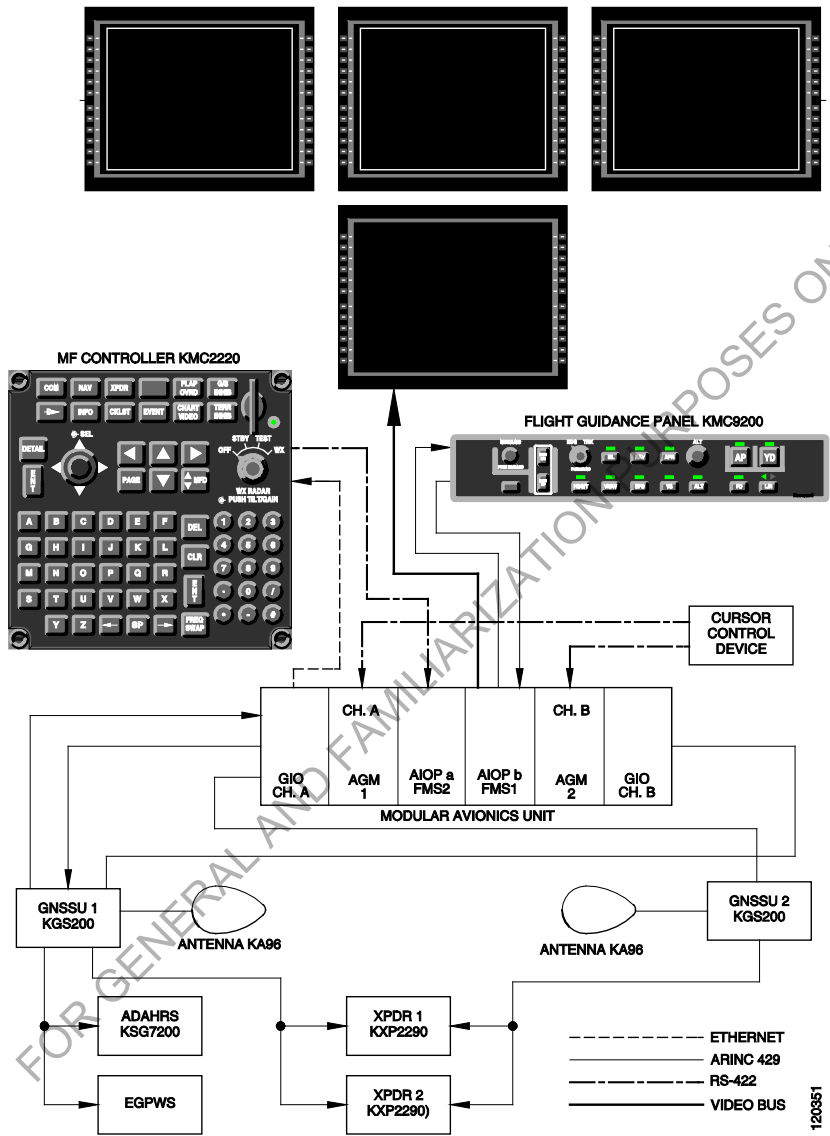 MF CONTROLLER KMC2220
COM
NAV
XPDR
INFO
CKLST
EVENT
CHART
VIDEO
DETAIL
SEL
ENT
PAGE
MFD
OFF
STBY
TEST
WX
WX RADAR
PUSH TILT/GAIN
A B C D E F
DEL
1 2 3
G H I J K L
CLR
4 5 6
M N O P Q R
7 8 9
S T U V W X
ENT
0 /
Y Z
SP
FREQ
SWAP
FLIGHT GUIDANCE PANEL KMC9200
ALT
AP
YD
CURSOR
CONTROL
DEVICE
CH. A
CH. B
GIO
CH. A
AGM
1
AIOP a
FMS2
AIOP b
FMS1
AGM
2
GIO
CH. B
MODULAR AVIONICS UNIT
GNSSU 1
KGS200
ANTENNA KA96
ANTENNA KA96
GNSSU 2
KGS200
ADAHRS
KSG7200
XPDR 1
KXP2290
EGPWS
XPDR 2
KXP2290)
ETHERNET
ARINC 429
RS-422
VIDEO BUS
120351
FOR GENERAL AND FAMILIARIZATION PURPOSES ON